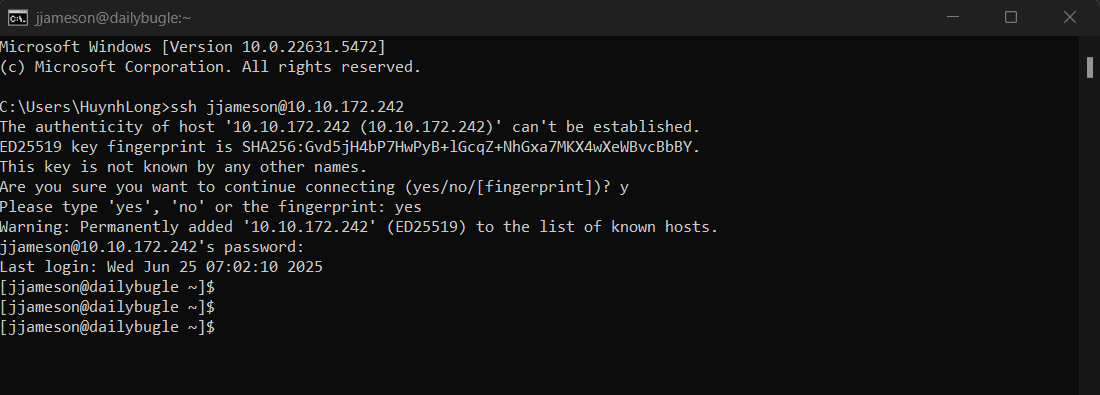 jjameson@dailybugle:~
Microsoft Windows [Version 10.0.22631.5472]
(c) Microsoft Corporation. All rights reserved.
C:\Users\HuynhLong>ssh jjameson@10.10.172.242
The authenticity of host '10.10.172.242 (10.10.172.242)' can't be established.
ED25519 key fingerprint is SHA256:Gvd5jH4bP7HwPyB+lGcqZ+NhGxa7MKX4wXeWBvcBbBY.
This key is not known by any other names.
Are you sure you want to continue connecting (yes/no/[fingerprint])? y
Please type 'yes', 'no' or the fingerprint: yes
Warning: Permanently added '10.10.172.242' (ED25519) to the list of known hosts.
jjameson@10.10.172.242's password:
Last login: Wed Jun 25 07:02:10 2025
[jjameson@dailybugle ~]$
[jjameson@dailybugle ~]$
[jjameson@dailybugle ~]$